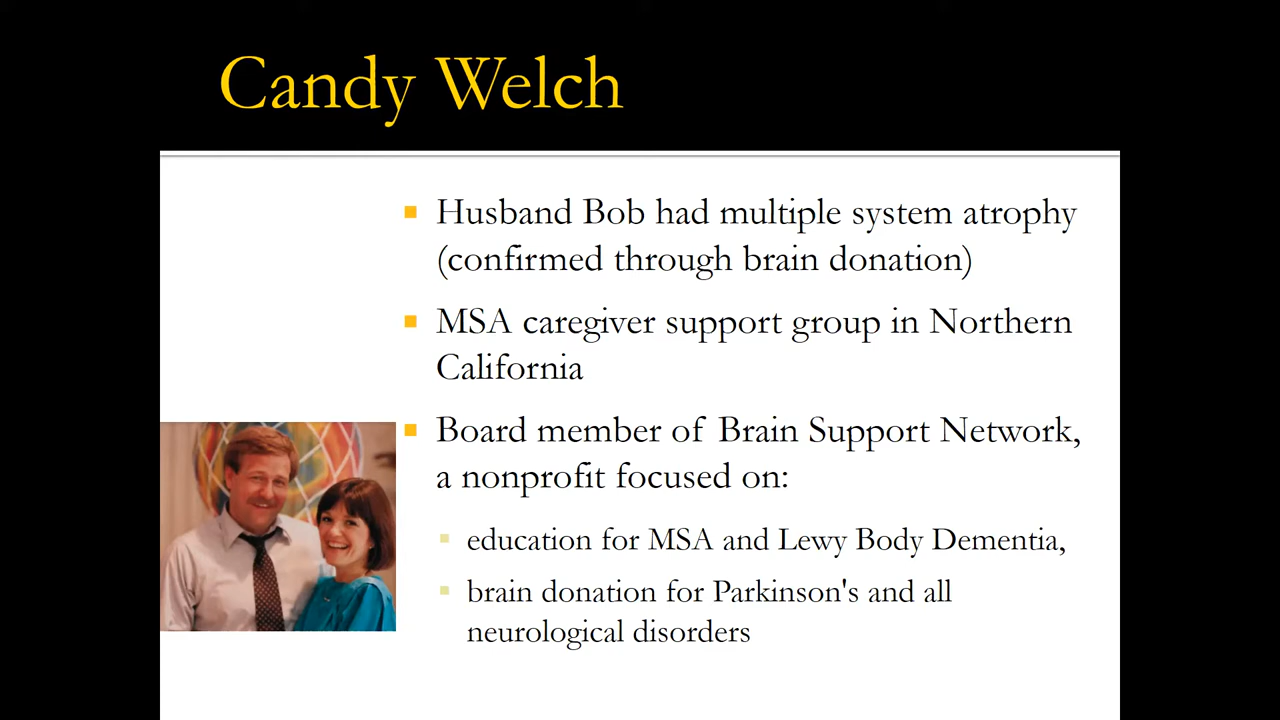 Candy Welch
Husband Bob had multiple system atrophy
(confirmed through brain donation)
MSA caregiver support group in Northern
California
Board member of Brain Support Network,
a nonprofit focused on:
education for MSA and Lewy Body Dementia,
brain donation for Parkinson's and all
neurological disorders